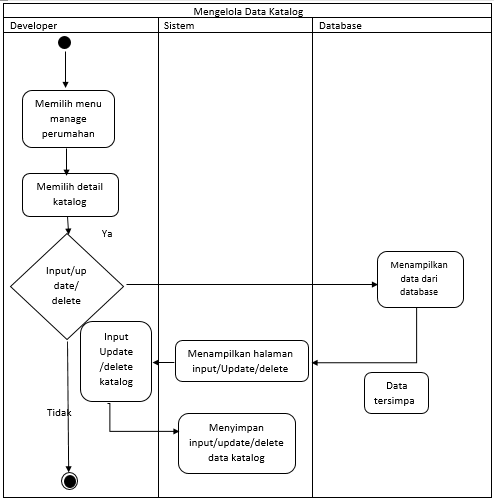 Mengelola Data Katalog
Developer
Sistem
Database
Memilih menu
manage
perumahan
Memilih detail
katalog
Ya
Input/up
date/
delete
Menampilkan
data dari
database
Input
Update
/delete
katalog
Menampilkan halaman
input/Update/delete
Data
tersimpa
Tidak
Menyimpan
input/update/delete
data katalog